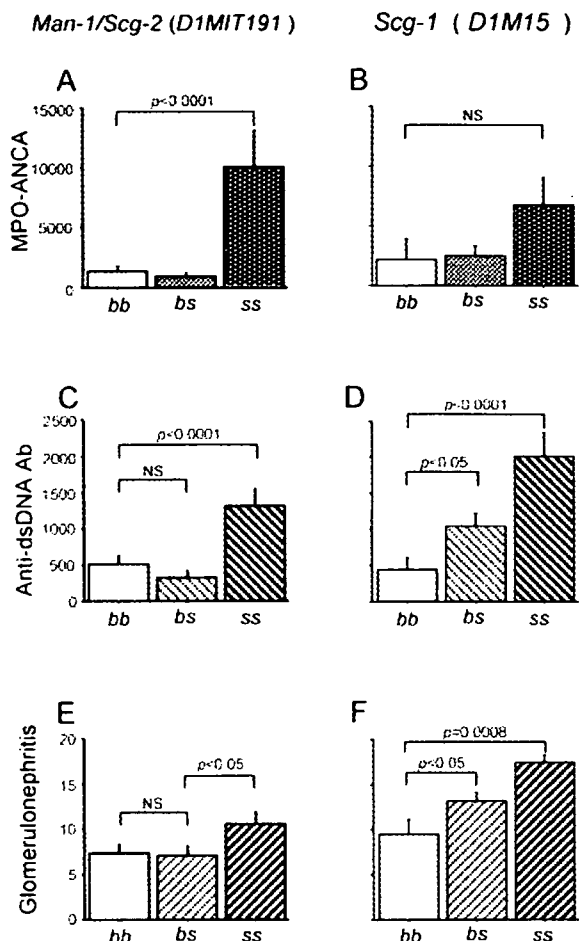 Man-1/Scg-2 (D1MIT191) Scg-1 ( D1M15)
A
B
p<0.0001
NS
MPO-ANCA
15000
10000
5000
0
bb bs ss
bb bs ss
C
D
p<0.0001
NS
p<0.0001
p<0.05
Anti-dsDNA Ab
2500
2000
1500
1000
500
0
bb bs ss
bb bs ss
E
F
p<0.05
NS
p=0.0008
p<0.05
Glomerulonephritis
20
15
10
5
0
bb bs ss
bb bs ss